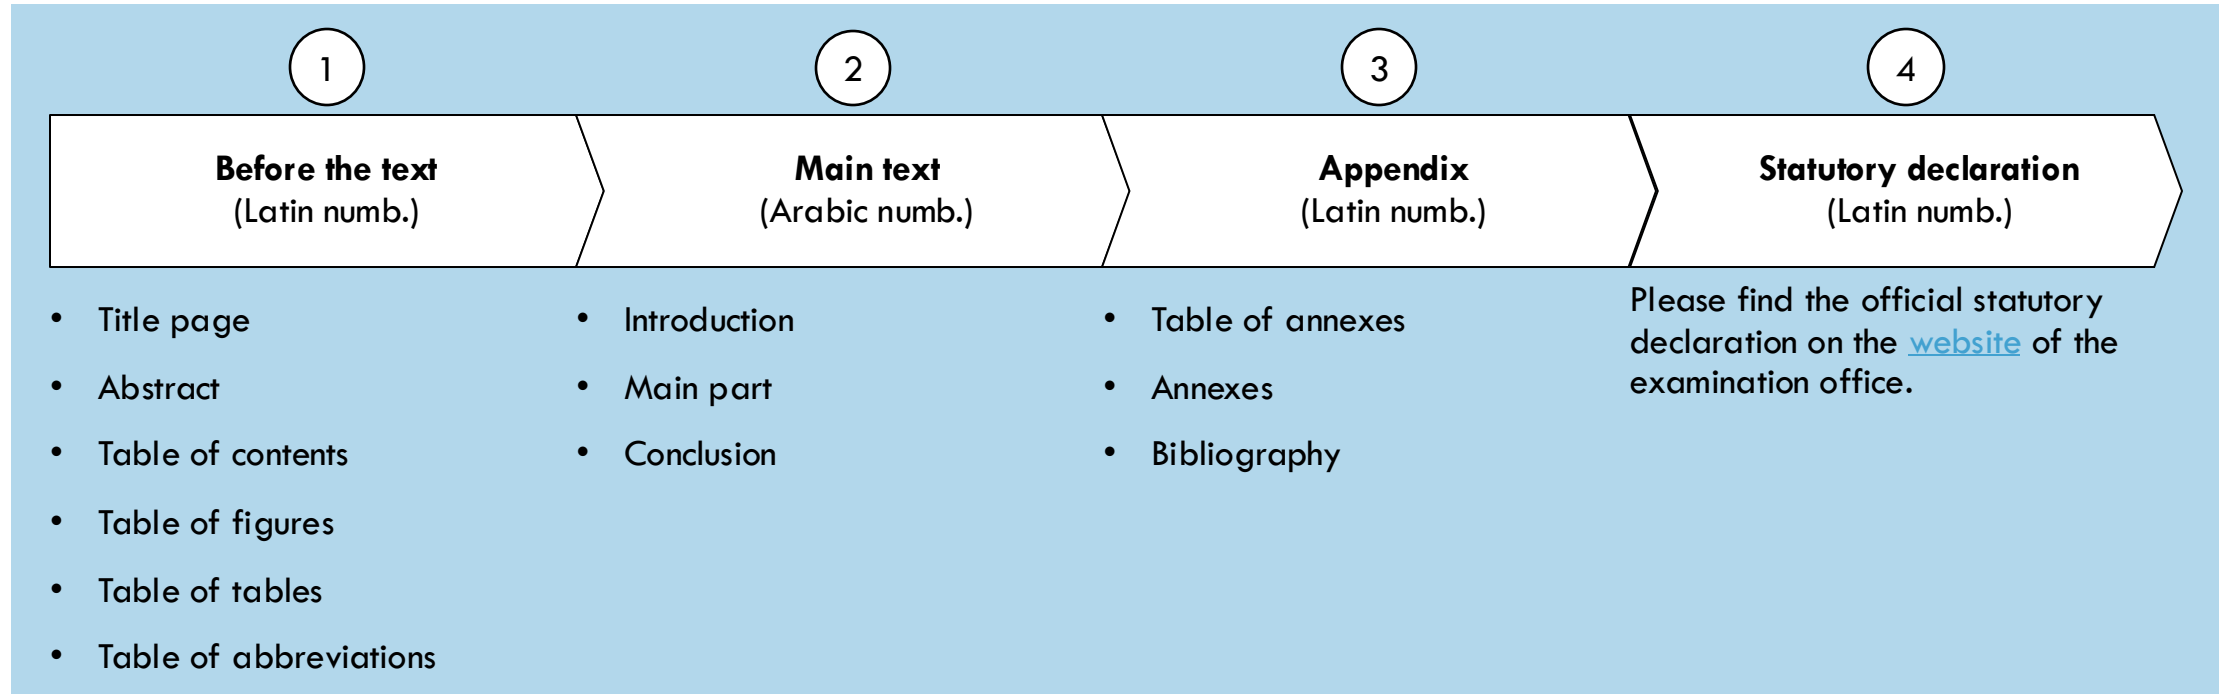 1
Before the text
(Latin numb.)
• Title page
• Abstract
• Table of contents
• Table of figures
• Table of tables
• Table of abbreviations
2
Main text
(Arabic numb.)
• Introduction
• Main part
• Conclusion
3
Appendix
(Latin numb.)
• Table of annexes
• Annexes
• Bibliography
4
Statutory declaration
(Latin numb.)
Please find the official statutory
declaration on the website of the
examination office.